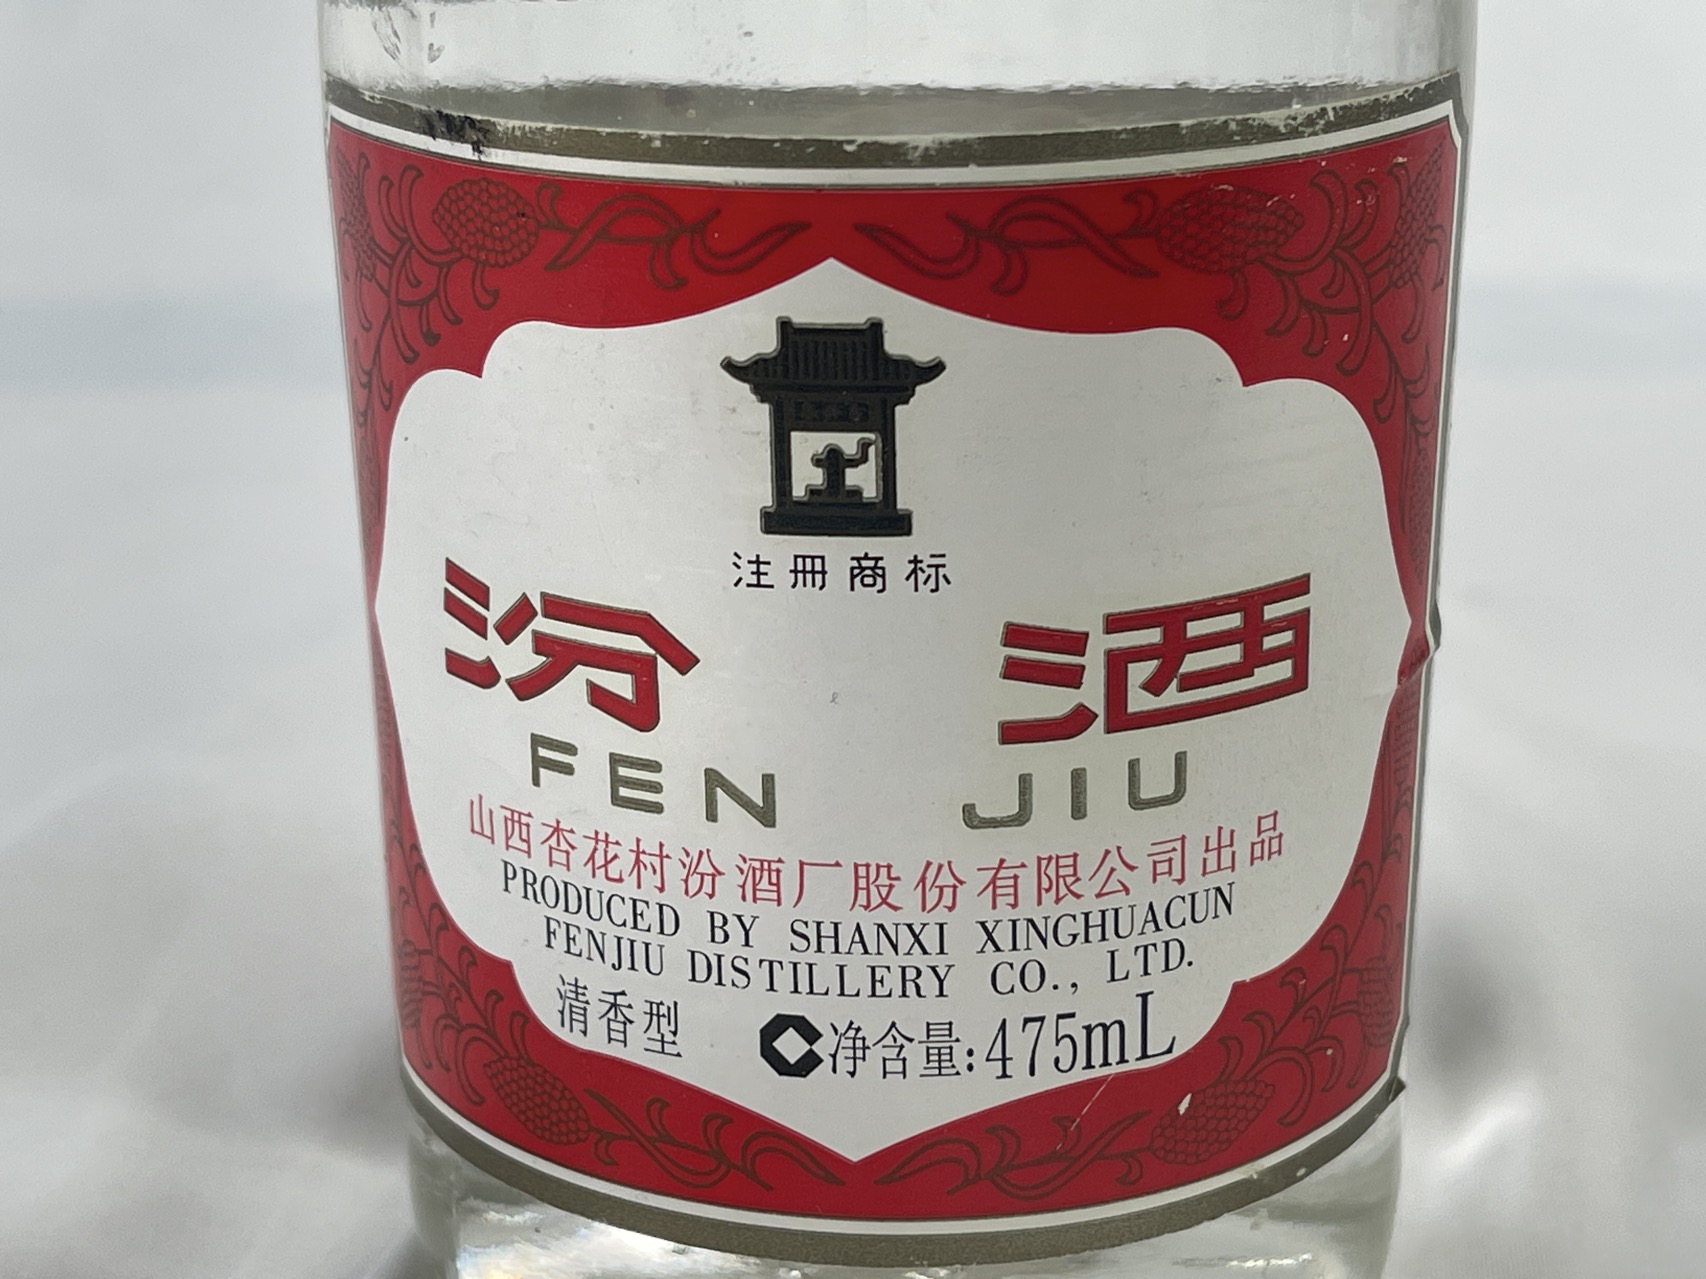 注册商标
汾酒
FEN JIU
山西杏花村汾酒厂股份有限公司出品
PRODUCED BY SHANXI XINGHUACUN
FENJIU DISTILLERY CO., LTD.
清香型 净含量:475mL